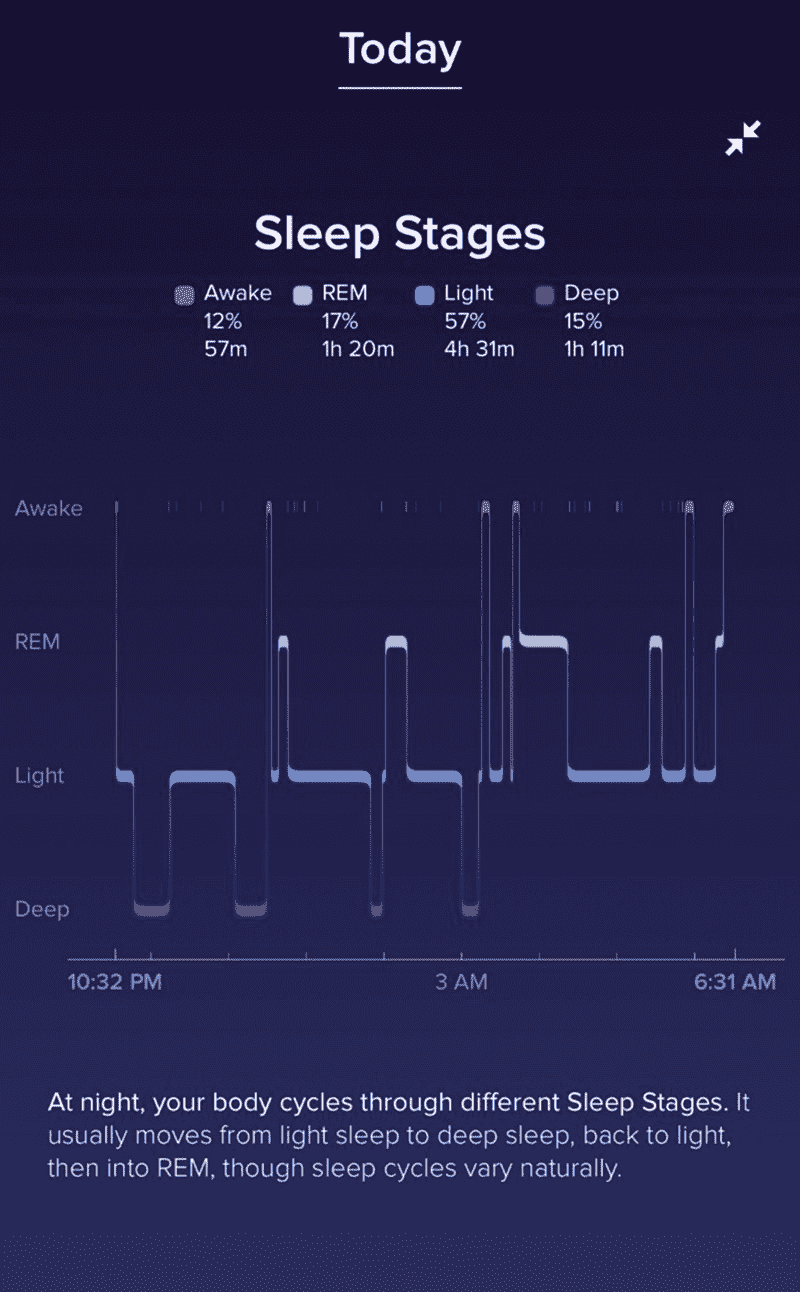 Today
Sleep Stages
Awake REM Light Deep
12% 17% 57% 15%
57m 1h 20m 4h 31m 1h 11m
Awake
REM
Light
Deep
10:32 PM 3 AM 6:31 AM
At night, your body cycles through different Sleep Stages. It
usually moves from light sleep to deep sleep, back to light,
then into REM, though sleep cycles vary naturally.